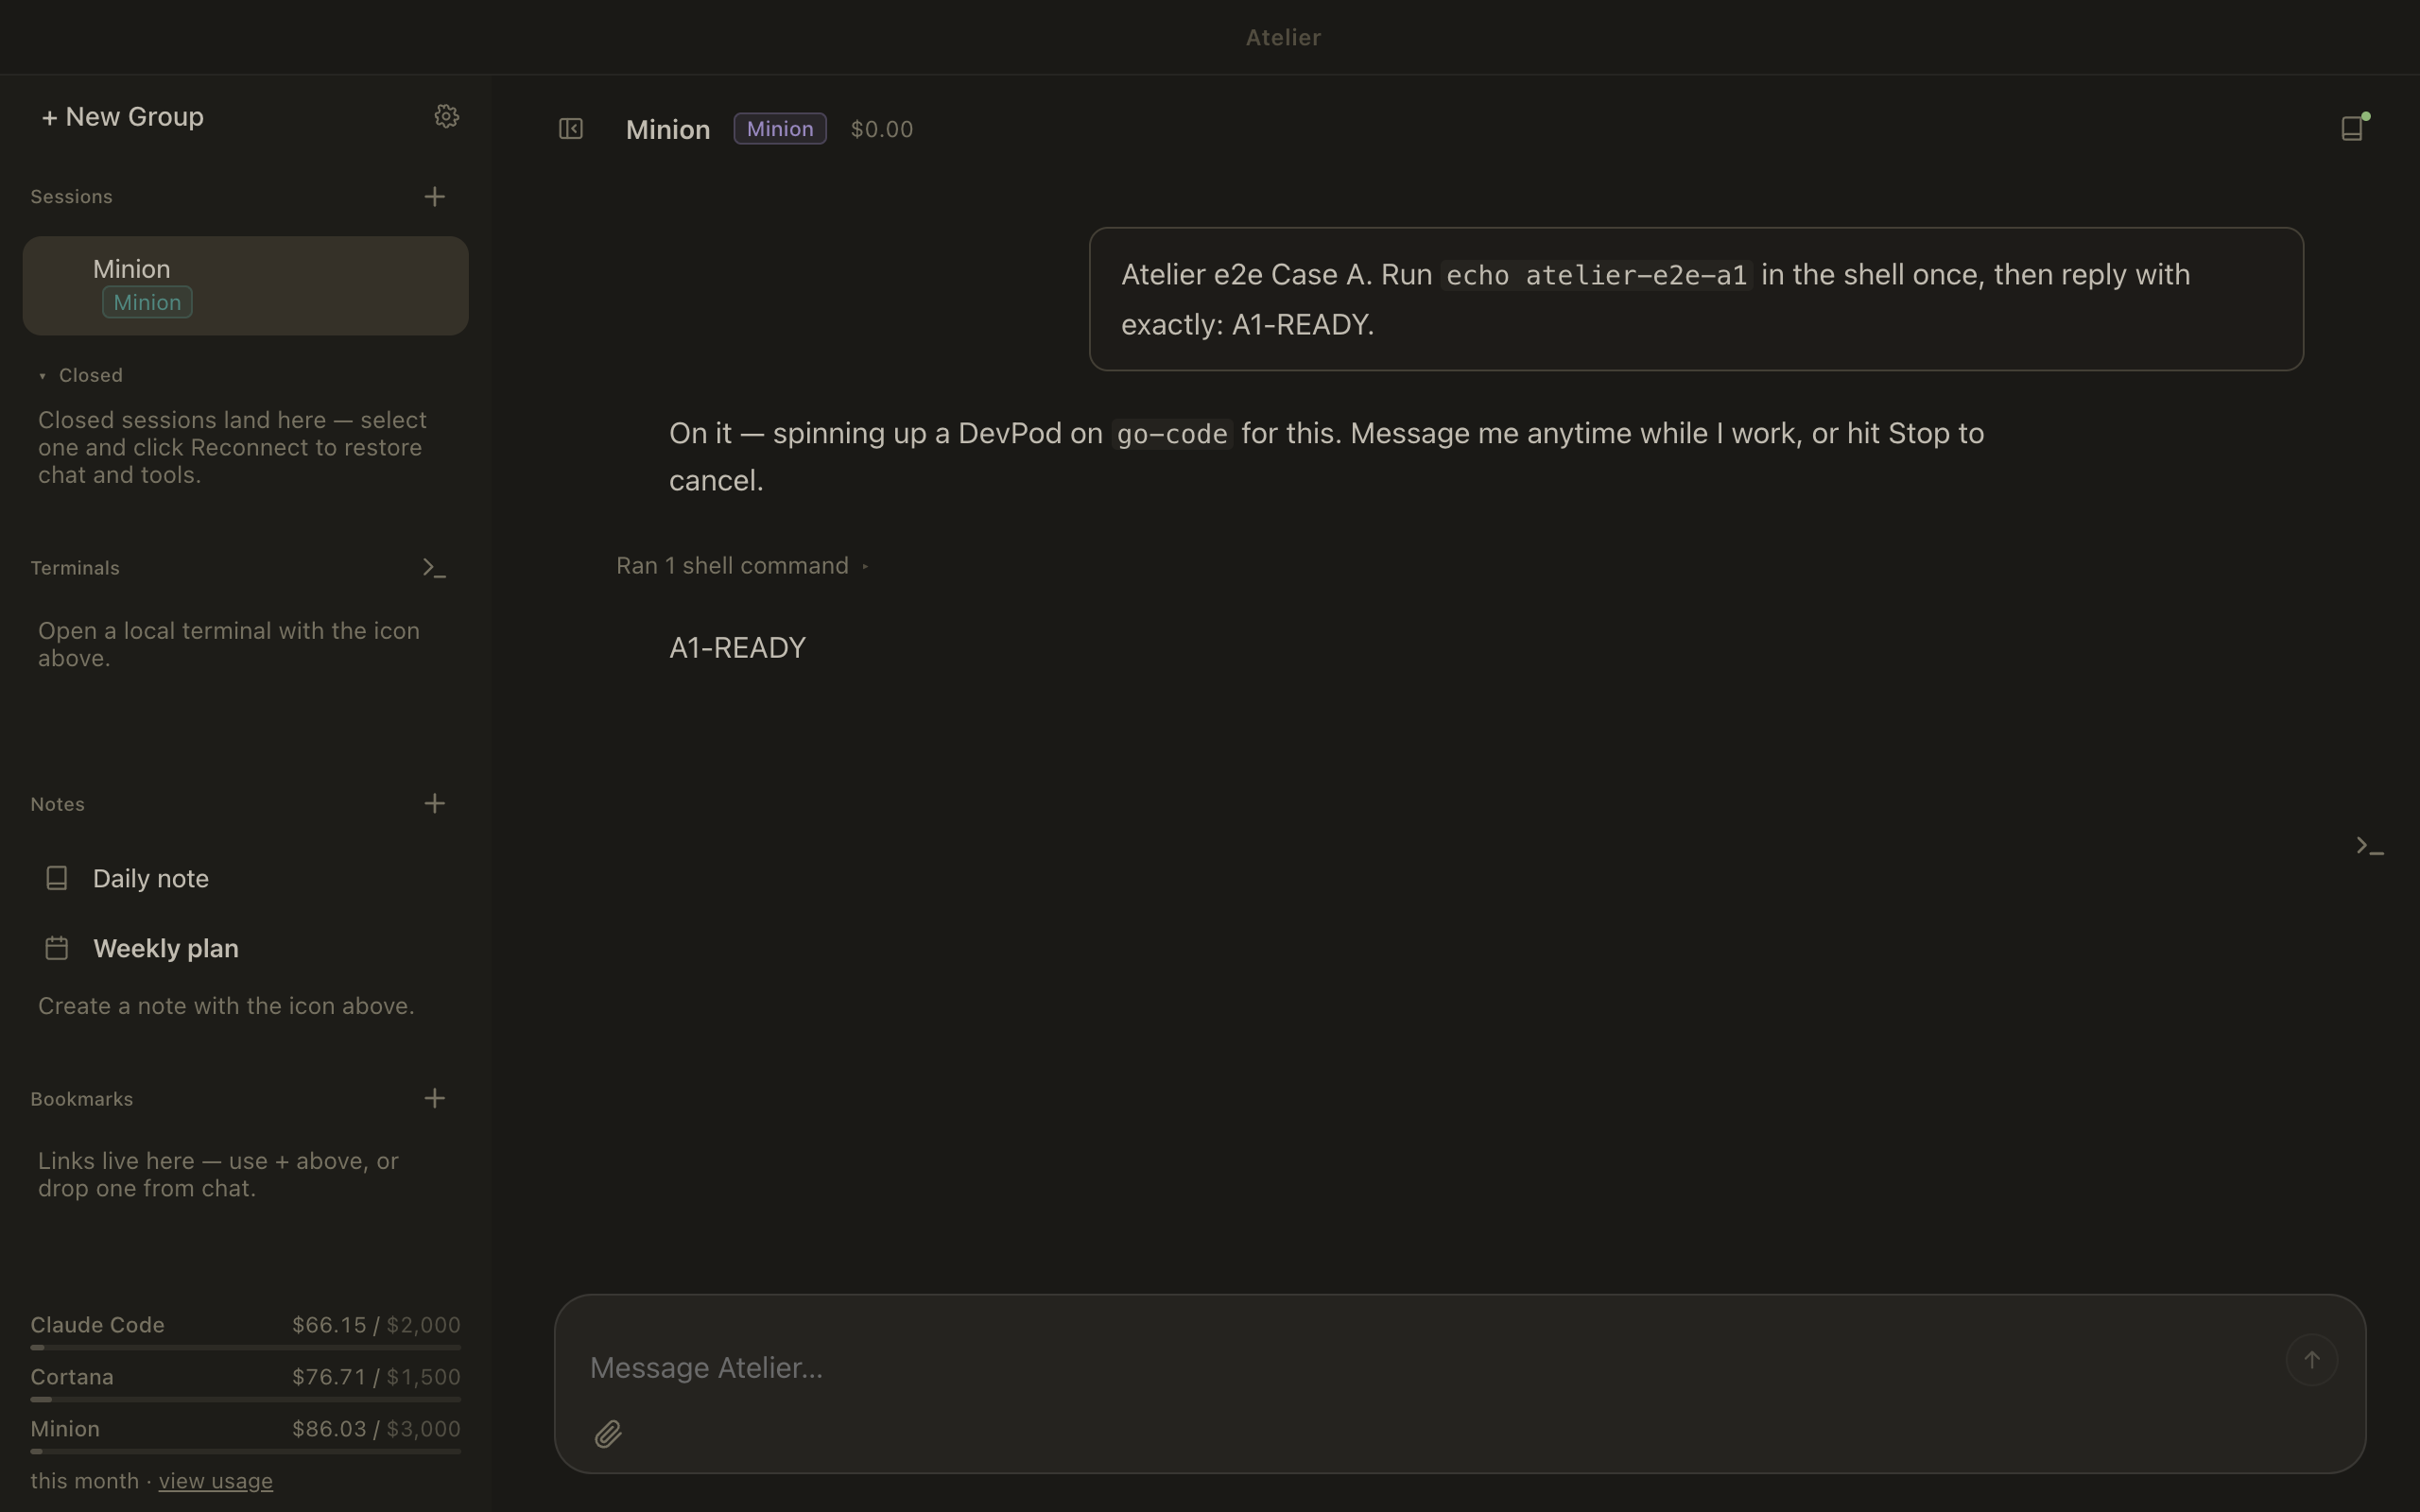 Atelier
+ New Group
Sessions
Minion
Minion
Closed
Closed sessions land here — select
one and click Reconnect to restore
chat and tools.
Terminals
Open a local terminal with the icon
above.
Notes
Daily note
Weekly plan
Create a note with the icon above.
Bookmarks
Links live here — use + above, or
drop one from chat.
Claude Code $66.15 / $2,000
Cortana $76.71 / $1,500
Minion $86.03 / $3,000
this month · view usage
Minion Minion $0.00
Atelier e2e Case A. Run echo atelier-e2e-a1 in the shell once, then reply with
exactly: A1-READY.
On it — spinning up a DevPod on go-code for this. Message me anytime while I work, or hit Stop to
cancel.
Ran 1 shell command
A1-READY
Message Atelier...